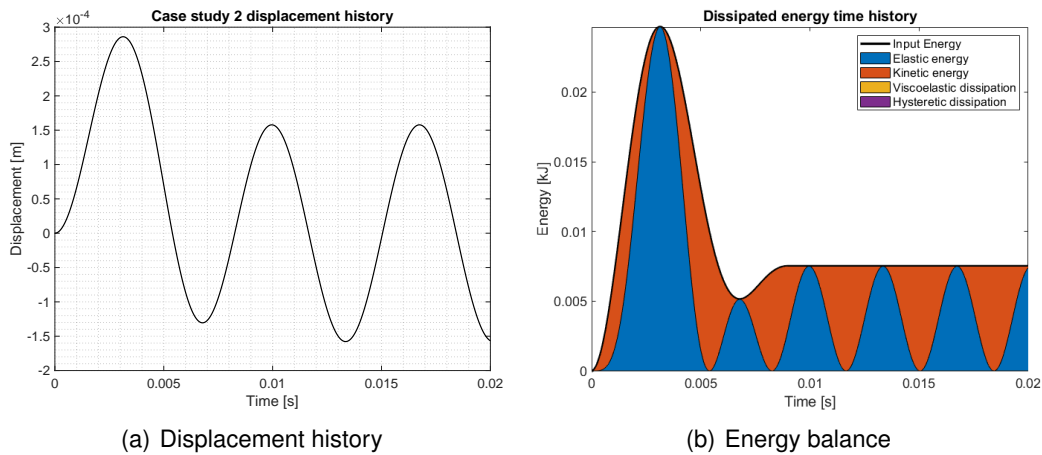 Case study 2 displacement history
×10-4
3
2.5
2
1.5
1
0.5
0
-0.5
-1
-1.5
-2
Displacement [m]
0
0.005
0.01
0.015
0.02
Time [s]
(a) Displacement history
Dissipated energy time history
Input Energy
Elastic energy
Kinetic energy
Viscoelastic dissipation
Hysteretic dissipation
0.02
0.015
0.01
0.005
0
Energy [kJ]
0
0.005
0.01
0.015
0.02
Time [s]
(b) Energy balance